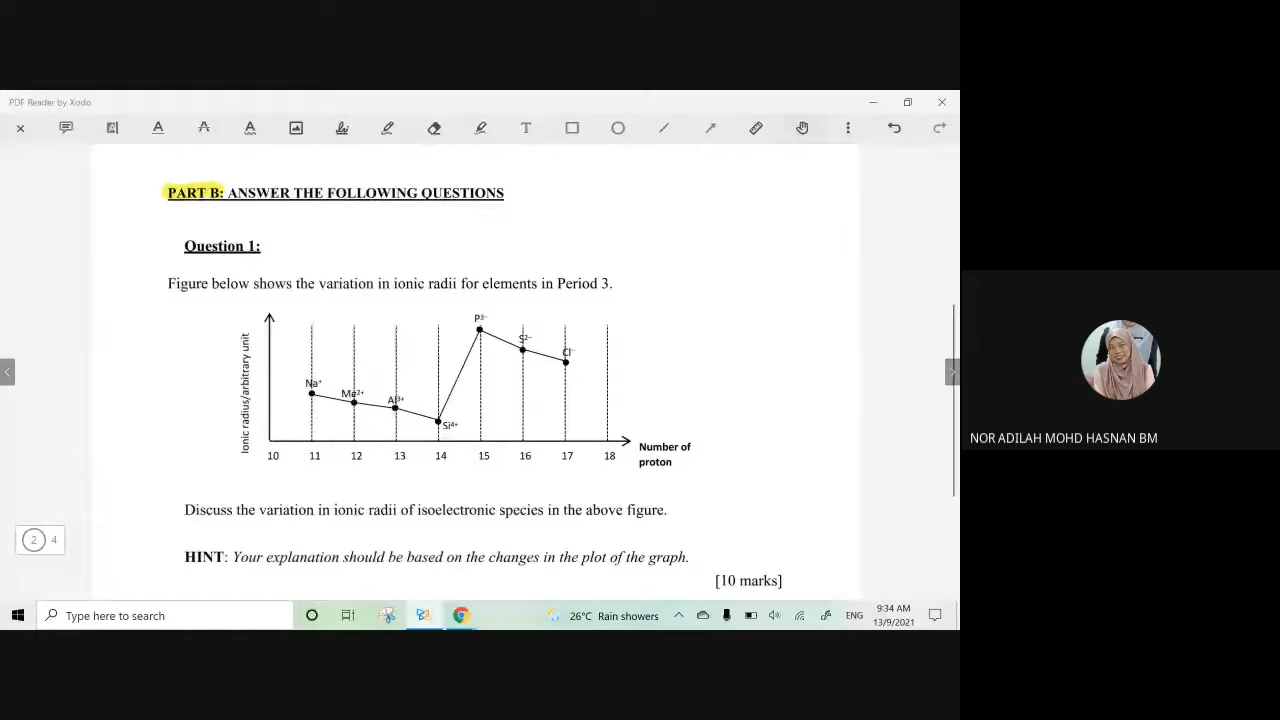 PDF Reader by Xodo
PART B: ANSWER THE FOLLOWING QUESTIONS
Question 1:
Figure below shows the variation in ionic radii for elements in Period 3.
Ionic radius/arbitrary unit
Na⁺
Mg²⁺
Al³⁺
Si⁴⁺
P³⁻
S²⁻
Cl⁻
10 11 12 13 14 15 16 17 18
Number of
proton
Discuss the variation in ionic radii of isoelectronic species in the above figure.
HINT: Your explanation should be based on the changes in the plot of the graph.
[10 marks]
2 4
Type here to search
26°C Rain showers
ENG
9:34 AM
13/9/2021
NOR ADILAH MOHD HASNAN BM